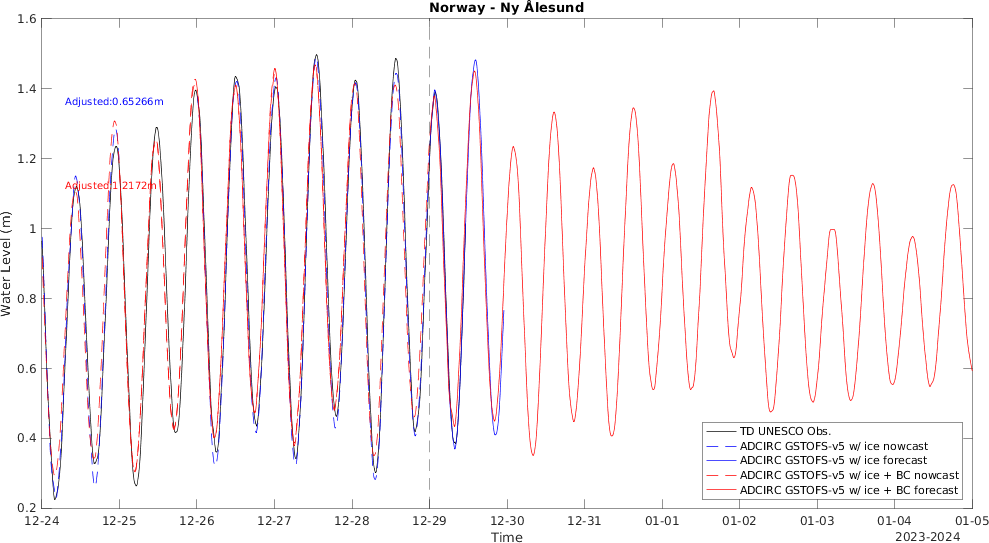 Norway - Ny Ålesund
1.6
1.4
1.2
1
0.8
0.6
0.4
0.2
Water Level (m)
Adjusted:0.65266m
Adjusted:1.2172m
TD UNESCO Obs.
ADCIRC GSTOFS-v5 w/ ice nowcast
ADCIRC GSTOFS-v5 w/ ice forecast
ADCIRC GSTOFS-v5 w/ ice + BC nowcast
ADCIRC GSTOFS-v5 w/ ice + BC forecast
12-24 12-25 12-26 12-27 12-28 12-29 12-30 12-31 01-01 01-02 01-03 01-04 01-05
Time
2023-2024